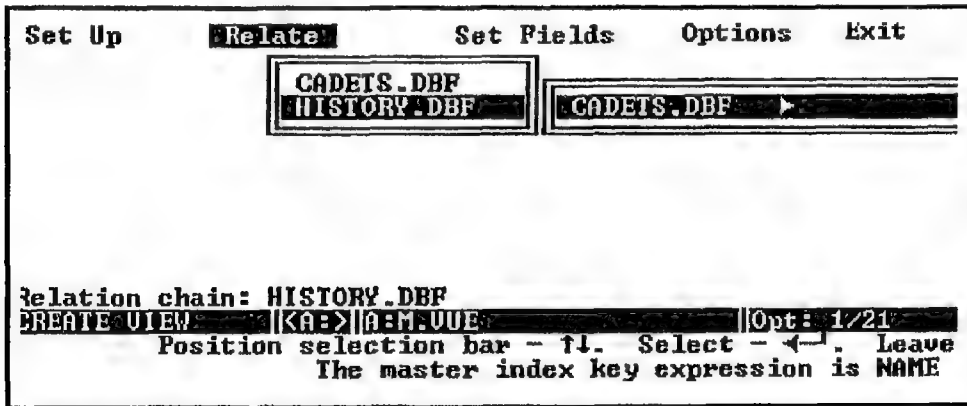 Set Up Relate Set Fields Options Exit
CADETS.DBF
HISTORY.DBF CADETS.DBF ►
Relation chain: HISTORY.DBF
CREATE VIEW ||<A:>||A:M.VUE ||Opt: 1/2
Position selection bar - ↑↓. Select - ◄┘. Leave
The master index key expression is NAME